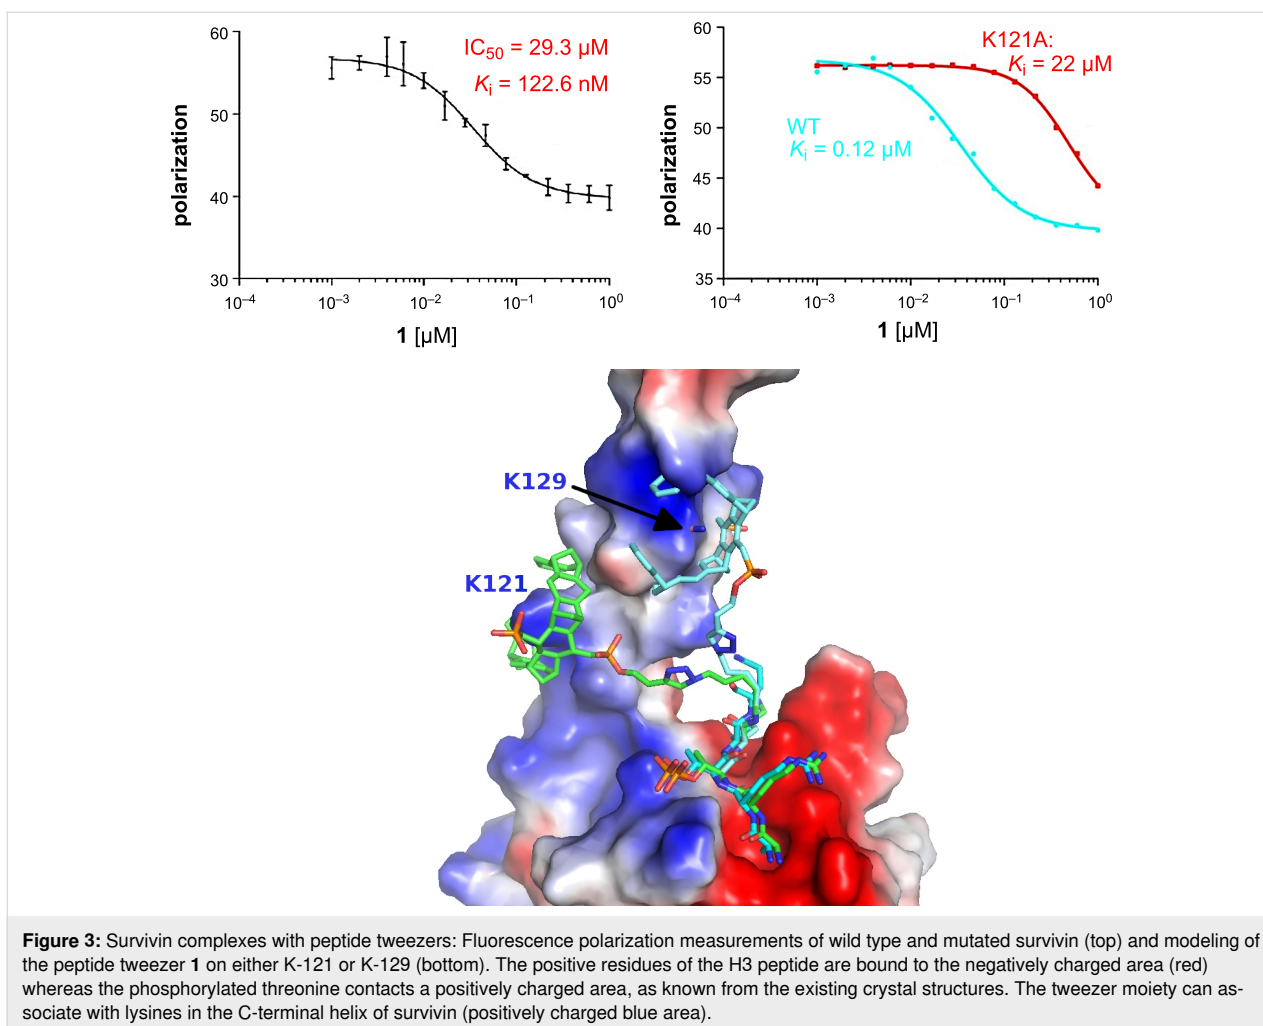 60
50
40
30
polarization
IC50 = 29.3 µM
Ki = 122.6 nM
10–4 10–3 10–2 10–1 100
1 [µM]
60
55
50
45
40
35
polarization
K121A:
Ki = 22 µM
WT
Ki = 0.12 µM
10–4 10–3 10–2 10–1 100
1 [µM]
K129
K121
Figure 3: Survivin complexes with peptide tweezers: Fluorescence polarization measurements of wild type and mutated survivin (top) and modeling of
the peptide tweezer 1 on either K-121 or K-129 (bottom). The positive residues of the H3 peptide are bound to the negatively charged area (red)
whereas the phosphorylated threonine contacts a positively charged area, as known from the existing crystal structures. The tweezer moiety can as-
sociate with lysines in the C-terminal helix of survivin (positively charged blue area).